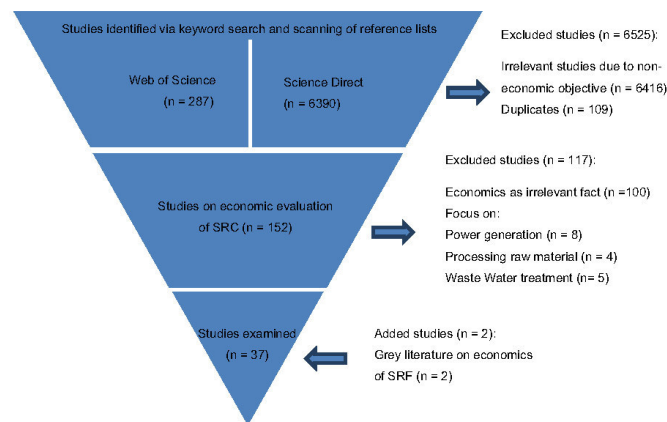 Studies identified via keyword search and scanning of reference lists
Web of Science
(n = 287)
Science Direct
(n = 6390)
Excluded studies (n = 6525):
Irrelevant studies due to non-
economic objective (n = 6416)
Duplicates (n = 109)
Studies on economic evaluation
of SRC (n = 152)
Excluded studies (n = 117):
Economics as irrelevant fact (n =100)
Focus on:
Power generation (n = 8)
Processing raw material (n = 4)
Waste Water treatment (n= 5)
Studies examined
(n = 37)
Added studies (n = 2):
Grey literature on economics
of SRF (n = 2)